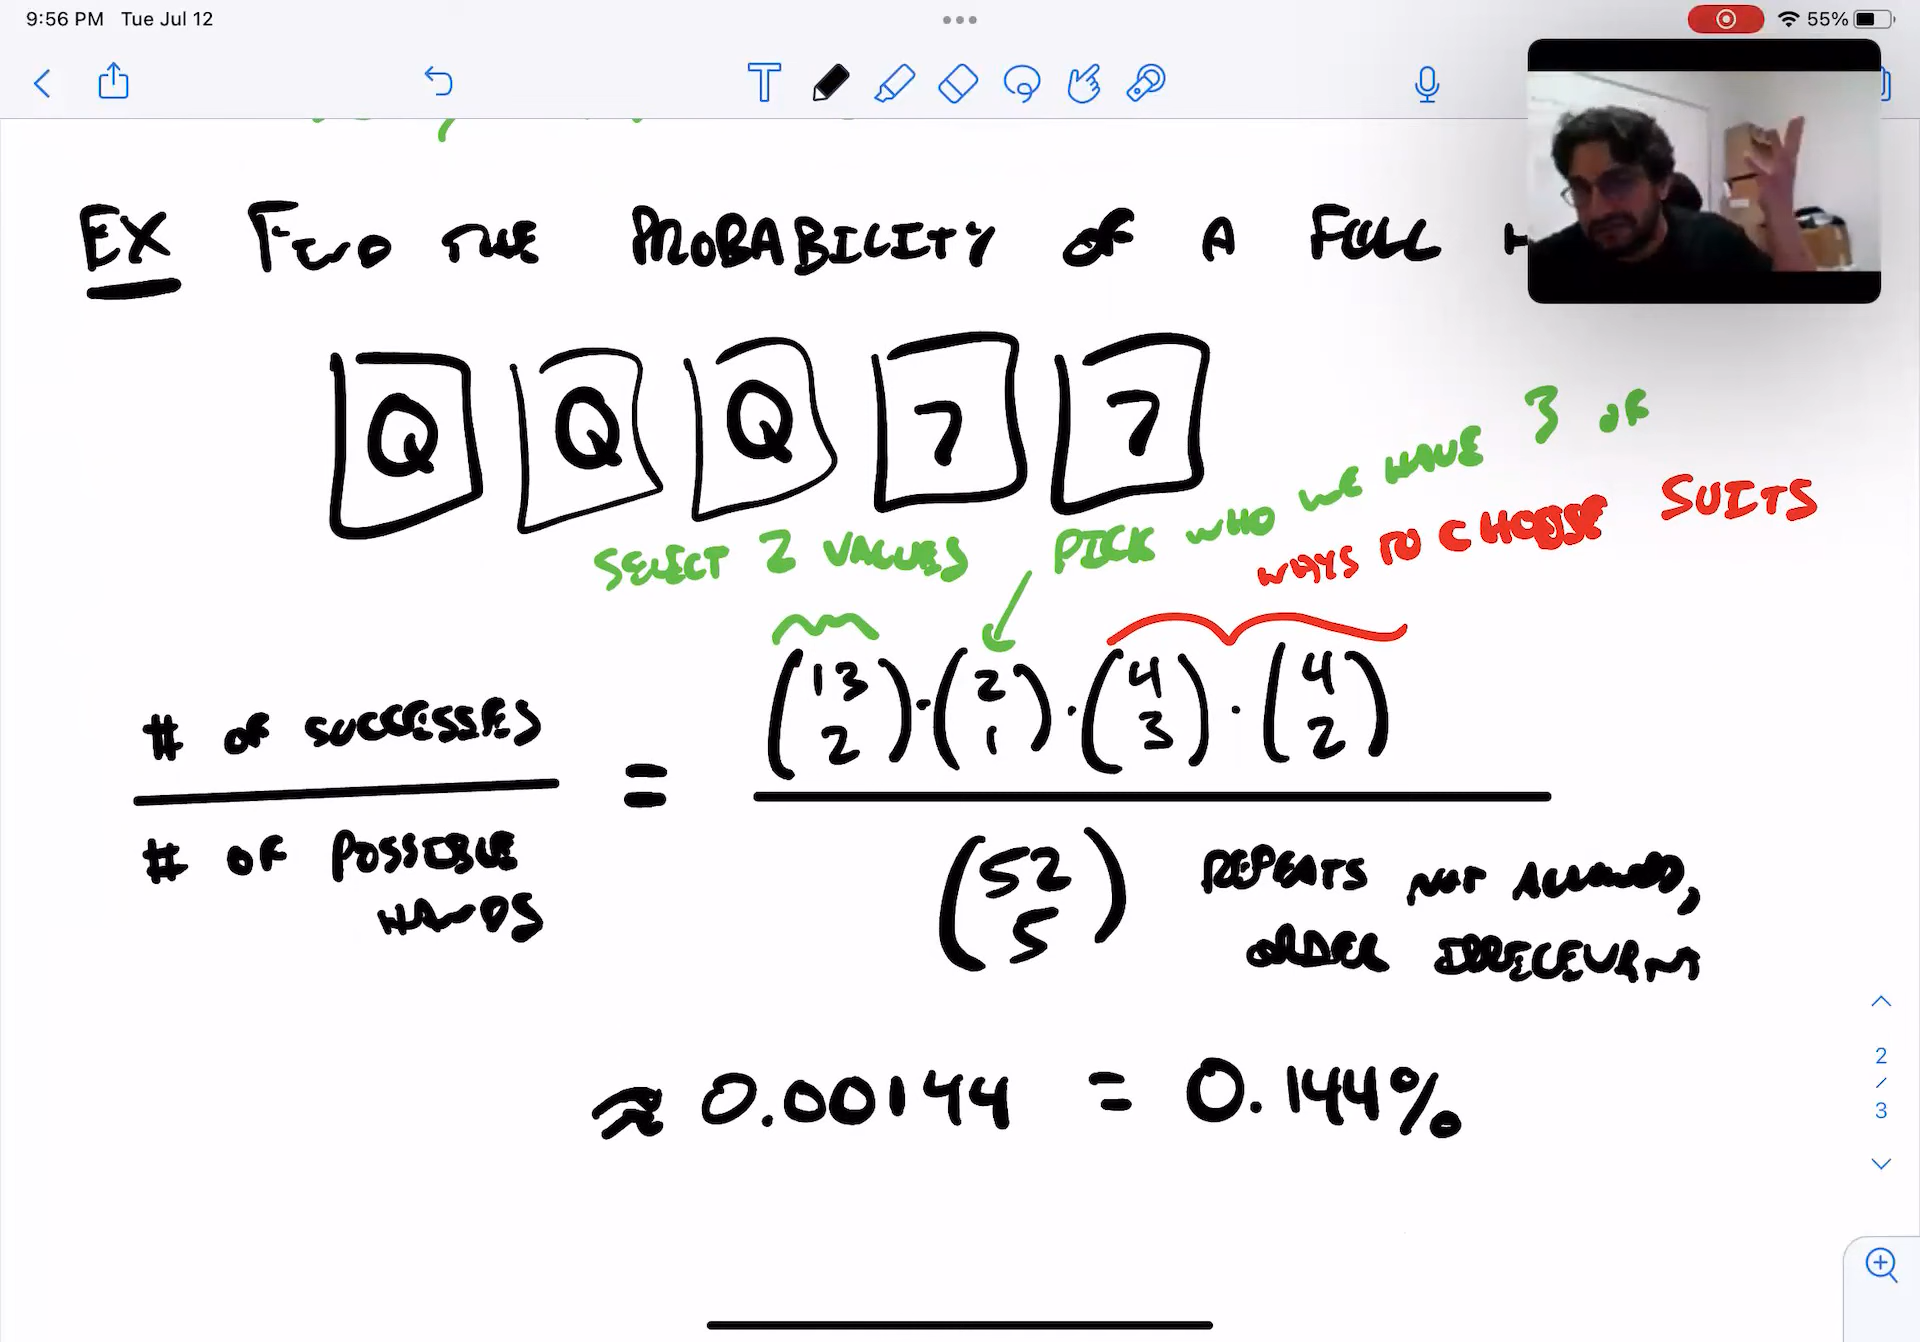 9:56 PM Tue Jul 12
55%
EX FIND THE PROBABILITY OF A FULL H
Q Q Q 7 7
SELECT 2 VALUES
PICK WHO WE HAVE 3 OF
WAYS TO CHOOSE SUITS
# OF SUCCESSES
# OF POSSIBLE
HANDS
=
(13 2) · (2 1) · (4 3) · (4 2)
(52 5)
REPEATS NOT ALLOWED,
ORDER IRRELEVANT
≈ 0.00144 = 0.144%
2
/
3